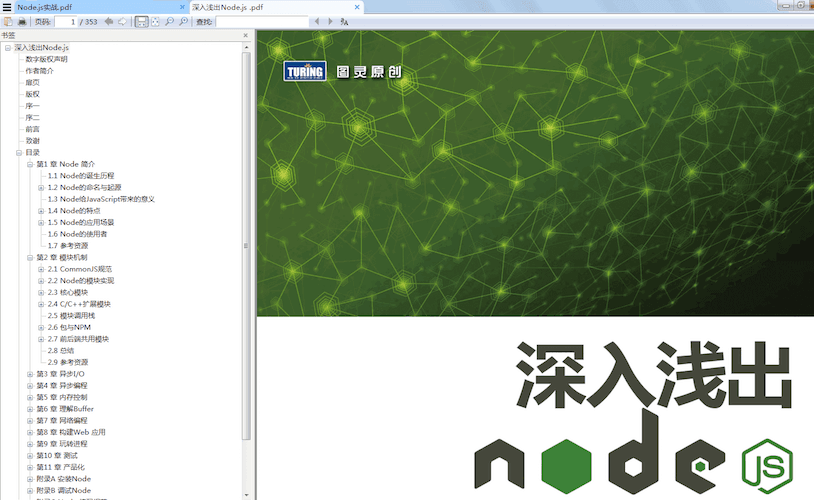 Node.js实战.pdf
深入浅出Node.js .pdf
页码: 1 / 353
查找:
书签
深入浅出Node.js
数字版权声明
作者简介
扉页
版权
序一
序二
前言
致谢
目录
第1 章 Node 简介
1.1 Node的诞生历程
1.2 Node的命名与起源
1.3 Node给JavaScript带来的意义
1.4 Node的特点
1.5 Node的应用场景
1.6 Node的使用者
1.7 参考资源
第2 章 模块机制
2.1 CommonJS规范
2.2 Node的模块实现
2.3 核心模块
2.4 C/C++扩展模块
2.5 模块调用栈
2.6 包与NPM
2.7 前后端共用模块
2.8 总结
2.9 参考资源
第3 章 异步I/O
第4 章 异步编程
第5 章 内存控制
第6 章 理解Buffer
第7 章 网络编程
第8 章 构建Web 应用
第9 章 玩转进程
第10 章 测试
第11 章 产品化
附录A 安装Node
附录B 调试Node
TURING
图灵原创
深入浅出
node
JS